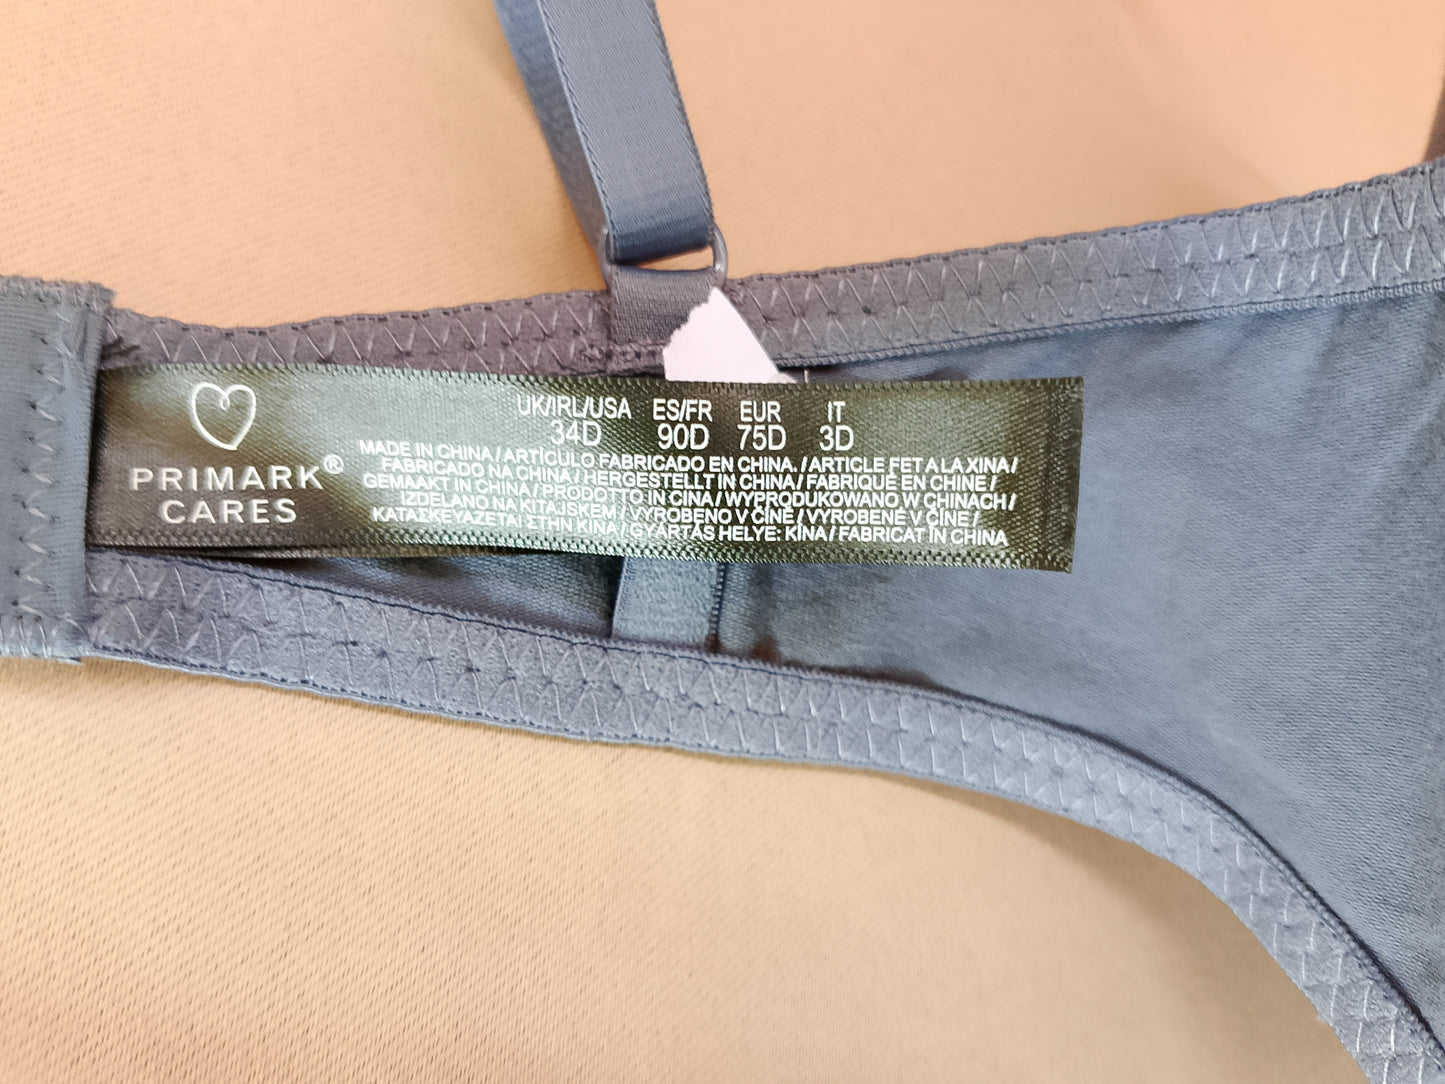 PRIMARK®
CARES
UK/IRL/USA ES/FR EUR IT
34D 90D 75D 3D
MADE IN CHINA / ARTÍCULO FABRICADO EN CHINA. / ARTICLE FET A LA XINA /
FABRICADO NA CHINA / HERGESTELLT IN CHINA / FABRIQUÉ EN CHINE /
GEMAAKT IN CHINA / PRODOTTO IN CINA / WYPRODUKOWANO W CHINACH /
IZDELANO NA KITAJSKEM / VYROBENO V ČÍNĚ / VYROBENÉ V ČÍNE /
ΚΑΤΑΣΚΕΥΑΖΕΤΑΙ ΣΤΗΝ ΚΙΝΑ / GYÁRTÁS HELYE: KÍNA / FABRICAT ÎN CHINA